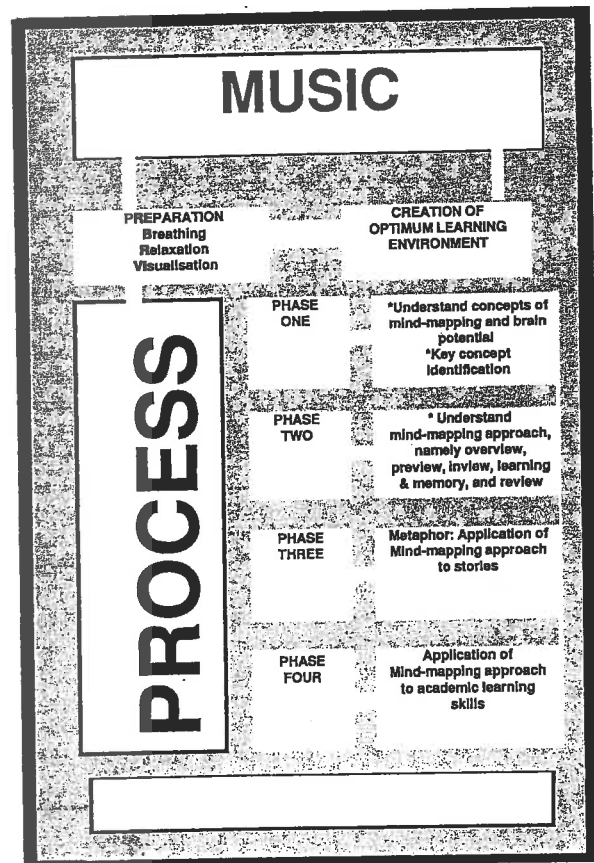 MUSIC
PREPARATION
Breathing
Relaxation
Visualisation
CREATION OF
OPTIMUM LEARNING
ENVIRONMENT
PROCESS
PHASE
ONE
*Understand concepts of
mind-mapping and brain
potential
*Key concept
identification
PHASE
TWO
* Understand
mind-mapping approach,
namely overview,
preview, inview, learning
& memory, and review
PHASE
THREE
Metaphor: Application of
Mind-mapping approach
to stories
PHASE
FOUR
Application of
Mind-mapping approach
to academic learning
skills